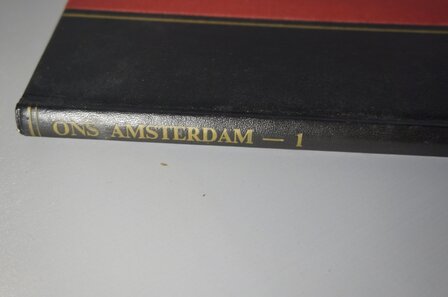 ONS AMSTERDAM — 1